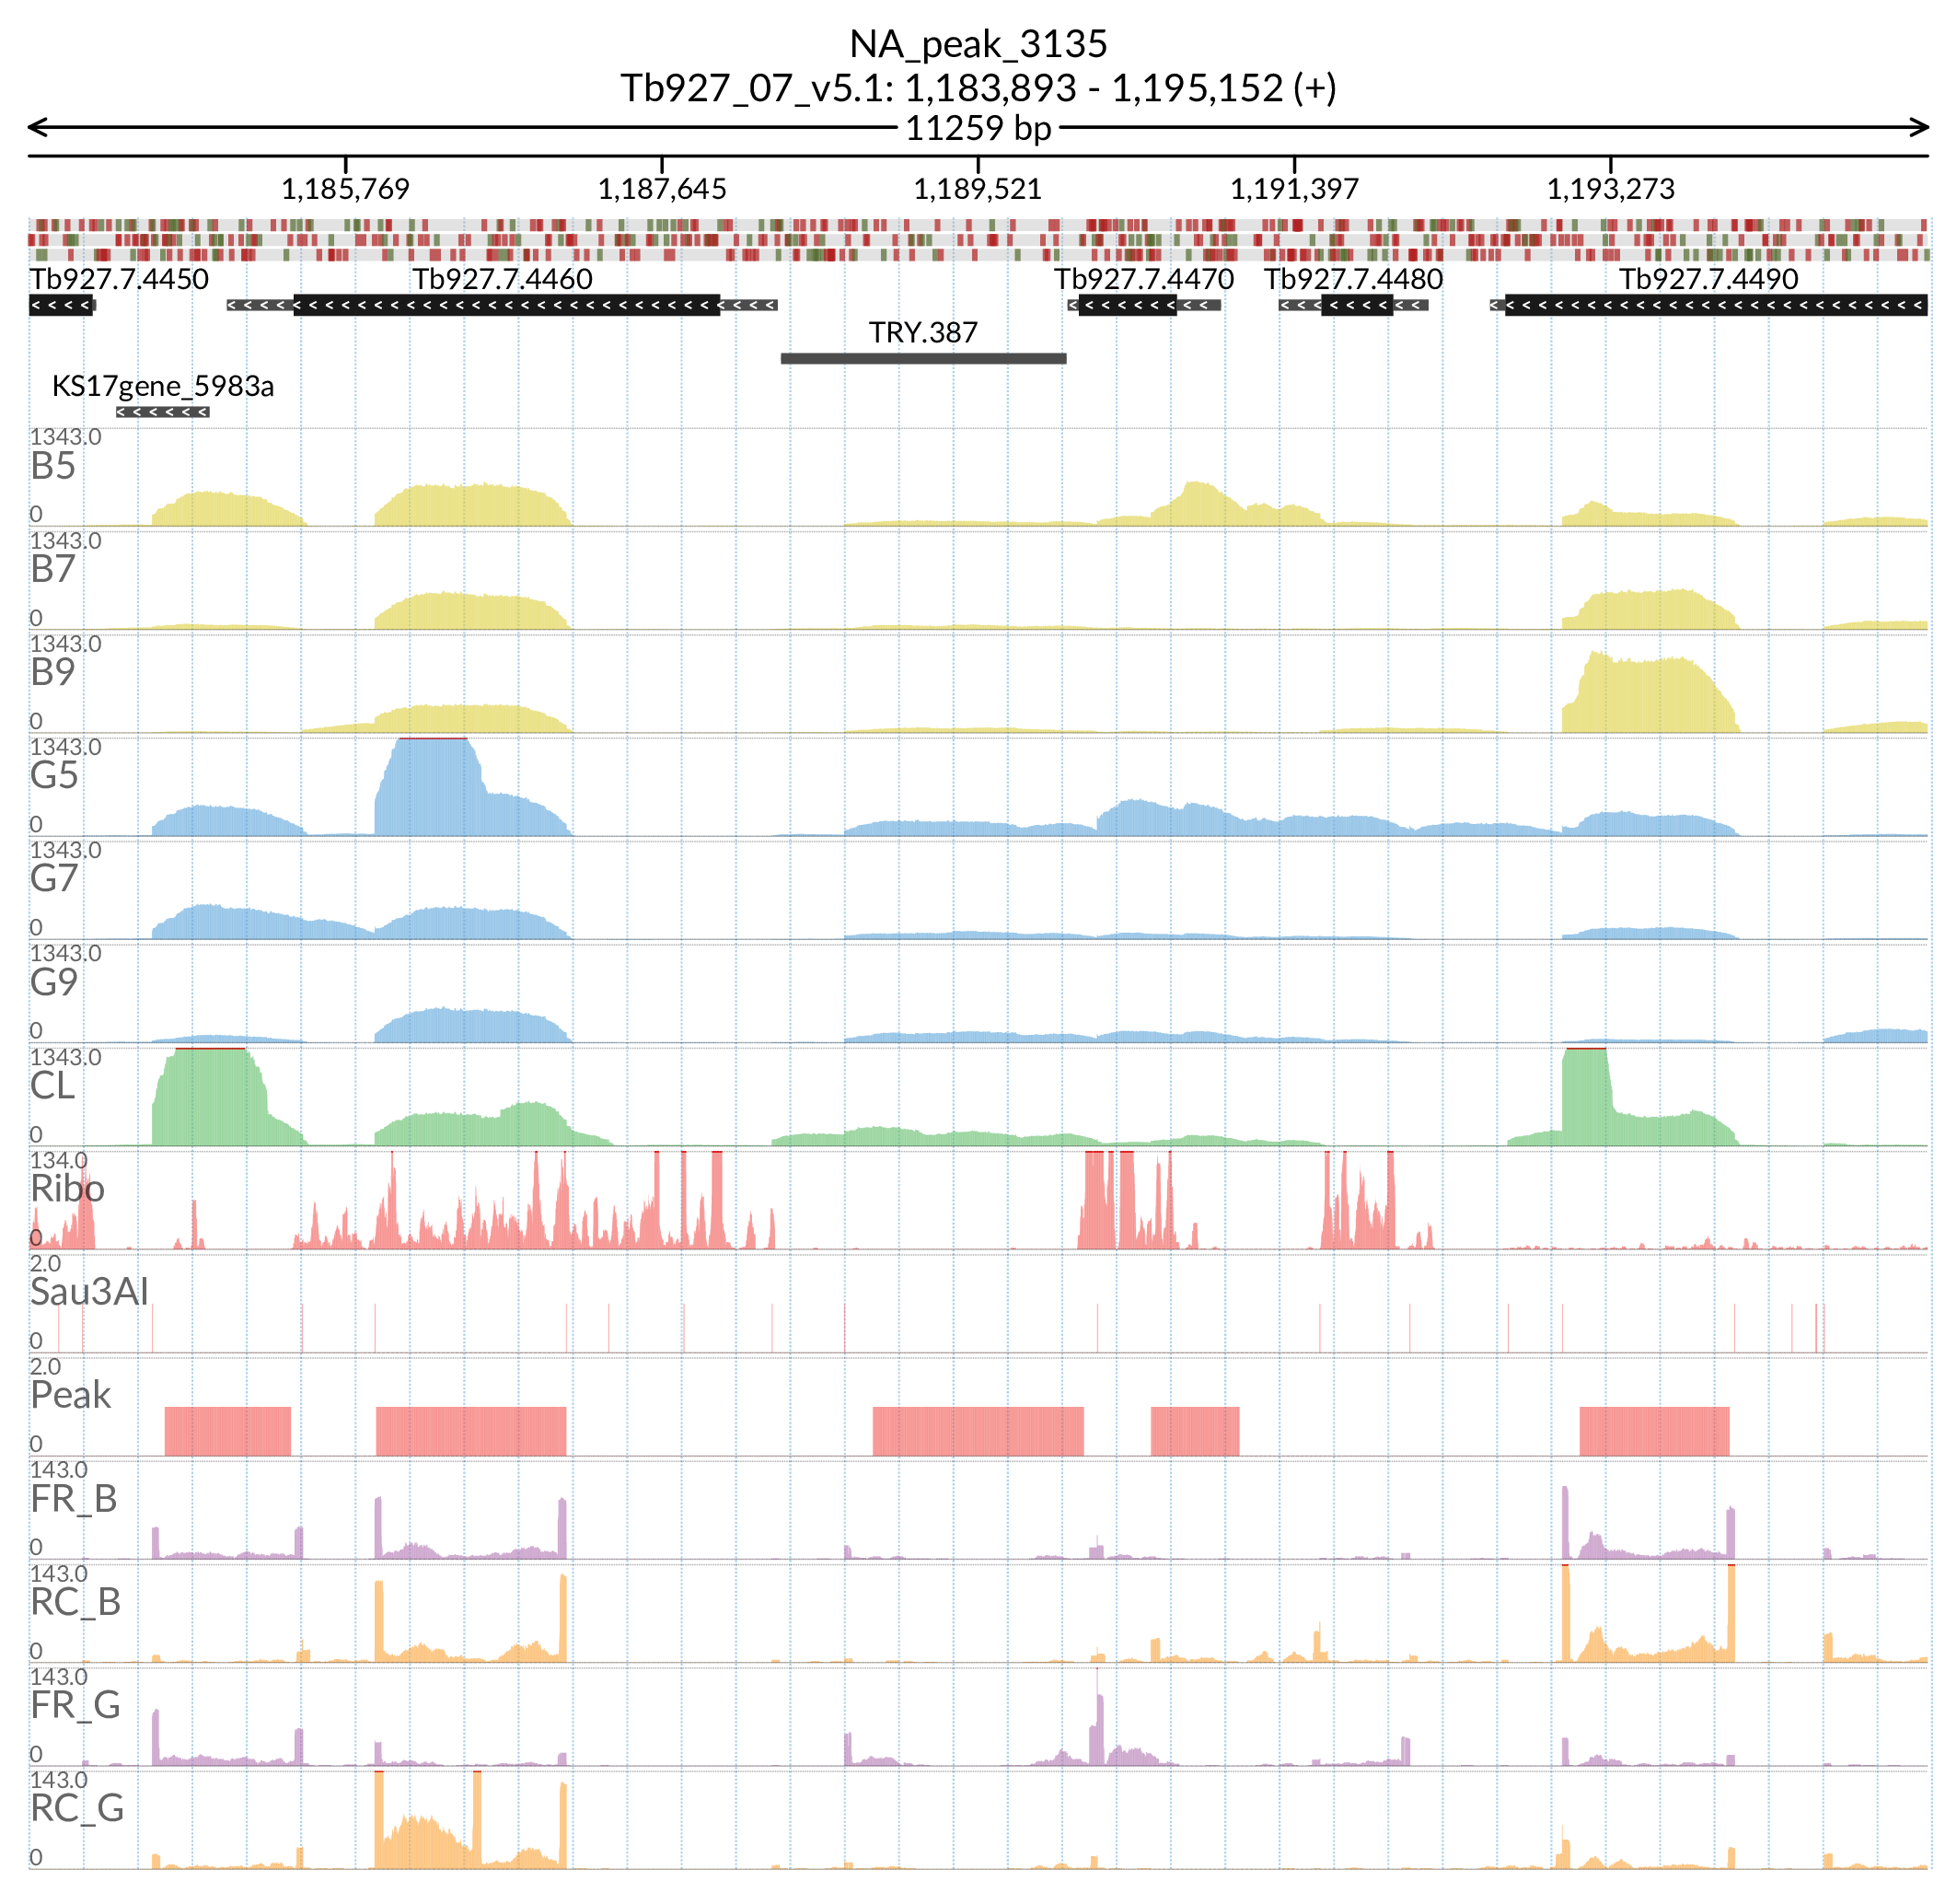 NA_peak_3135
Tb927_07_v5.1: 1,183,893 - 1,195,152 (+)
11259 bp
1,185,769 1,187,645 1,189,521 1,191,397 1,193,273
Tb927.7.4450 Tb927.7.4460 Tb927.7.4470 Tb927.7.4480 Tb927.7.4490
TRY.387
KS17gene_5983a
1343.0
B5
0
1343.0
B7
0
1343.0
B9
0
1343.0
G5
0
1343.0
G7
0
1343.0
G9
0
1343.0
CL
0
134.0
Ribo
0
2.0
Sau3AI
0
2.0
Peak
0
143.0
FR_B
0
143.0
RC_B
0
143.0
FR_G
0
143.0
RC_G
0